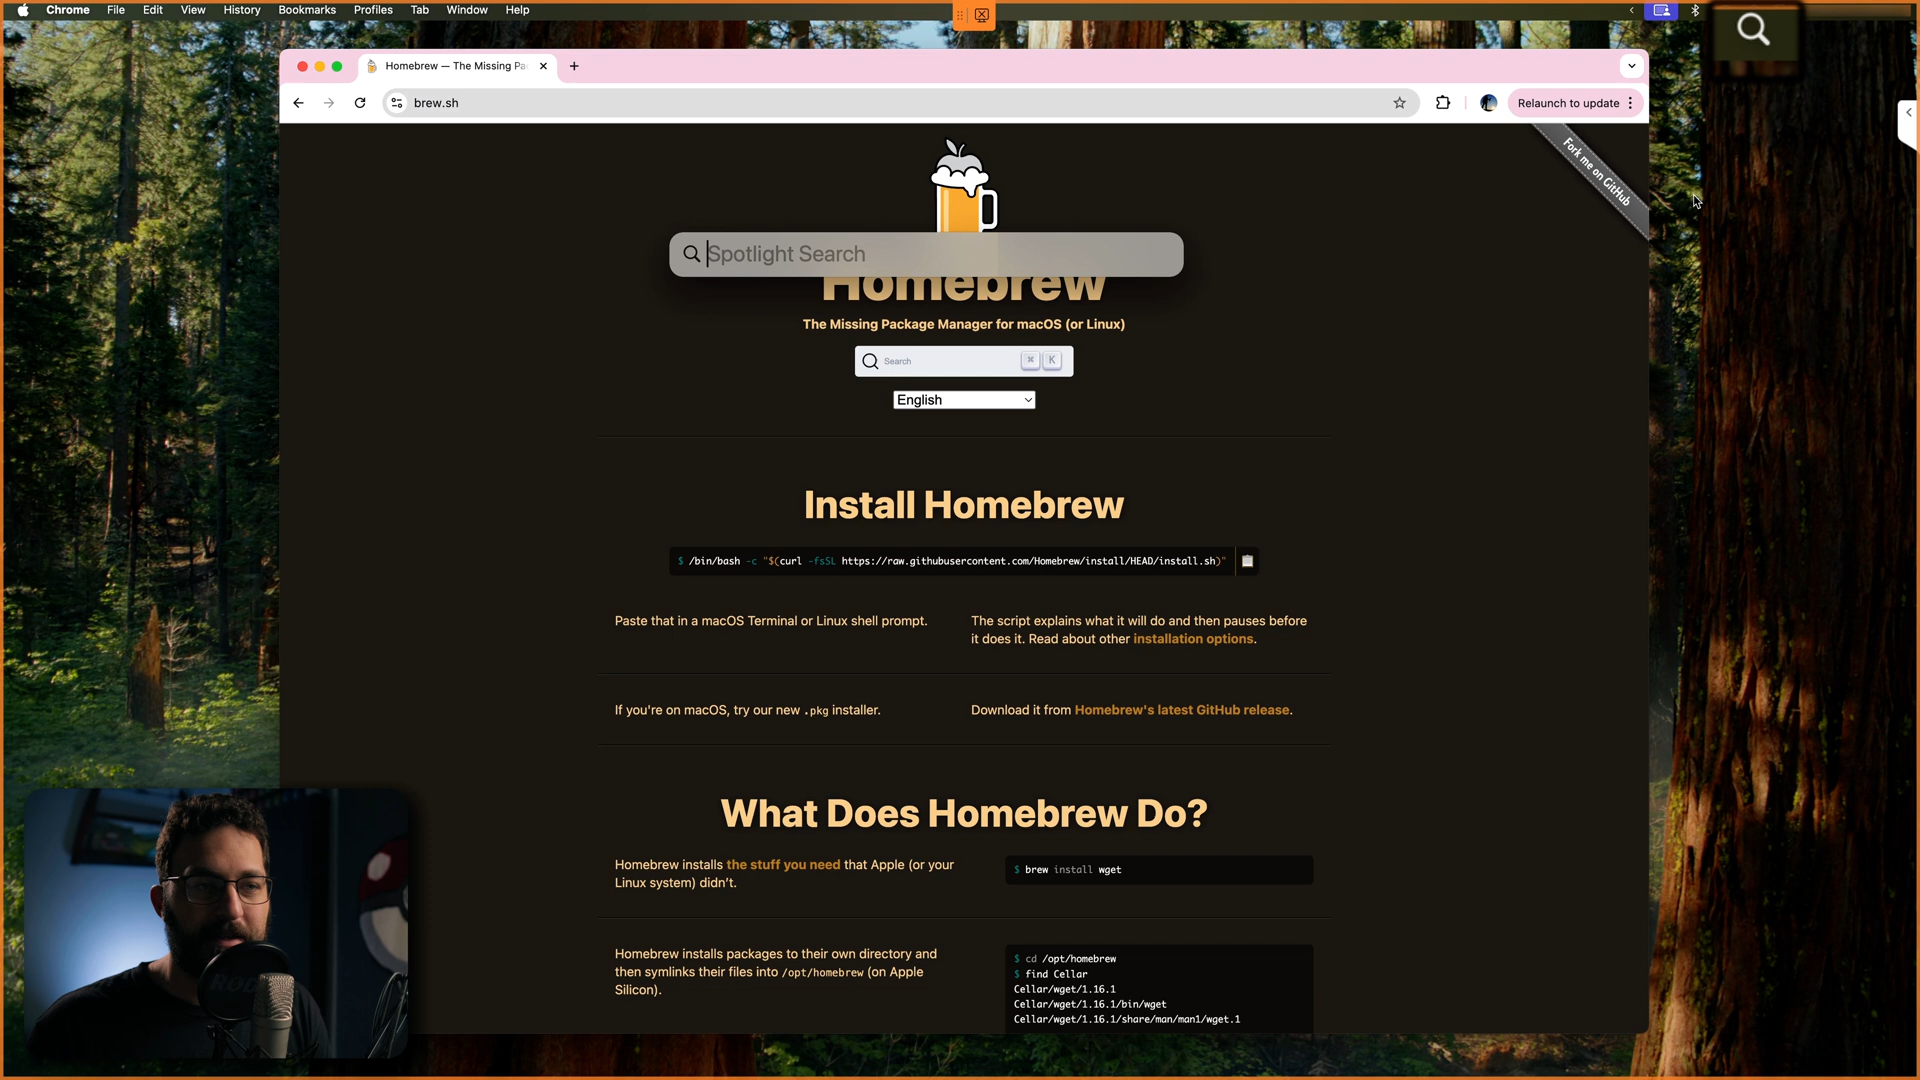 Chrome File Edit View History Bookmarks Profiles Tab Window Help
Homebrew — The Missing Pa
brew.sh
Relaunch to update
Fork me on GitHub
Spotlight Search
Homebrew
The Missing Package Manager for macOS (or Linux)
Search ⌘ K
English
Install Homebrew
$ /bin/bash -c "$(curl -fsSL https://raw.githubusercontent.com/Homebrew/install/HEAD/install.sh)"
Paste that in a macOS Terminal or Linux shell prompt.
The script explains what it will do and then pauses before
it does it. Read about other installation options.
If you're on macOS, try our new .pkg installer.
Download it from Homebrew's latest GitHub release.
What Does Homebrew Do?
Homebrew installs the stuff you need that Apple (or your
Linux system) didn't.
$ brew install wget
Homebrew installs packages to their own directory and
then symlinks their files into /opt/homebrew (on Apple
Silicon).
$ cd /opt/homebrew
$ find Cellar
Cellar/wget/1.16.1
Cellar/wget/1.16.1/bin/wget
Cellar/wget/1.16.1/share/man/man1/wget.1
RODE